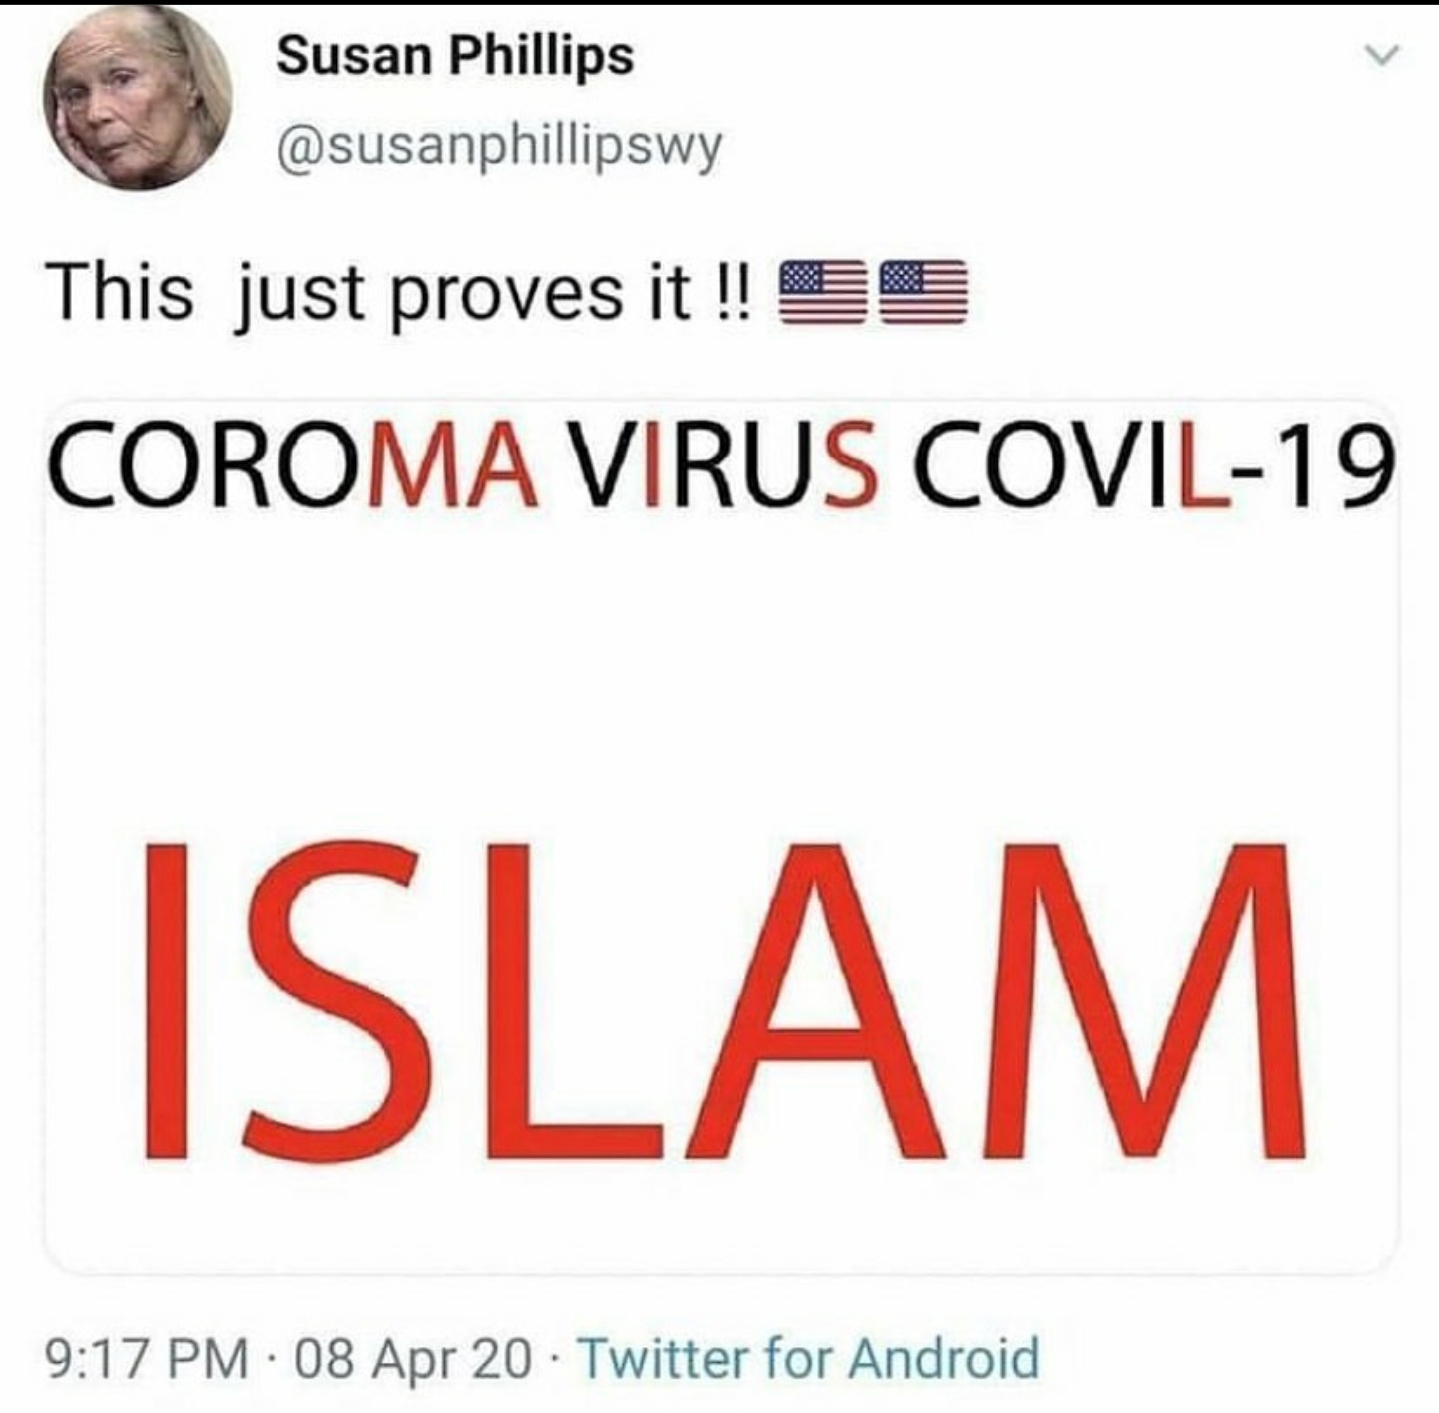 Susan Phillips
@susanphillipswy
This just proves it !! 🇺🇸🇺🇸
COROMA VIRUS COVIL-19
ISLAM
9:17 PM · 08 Apr 20 · Twitter for Android